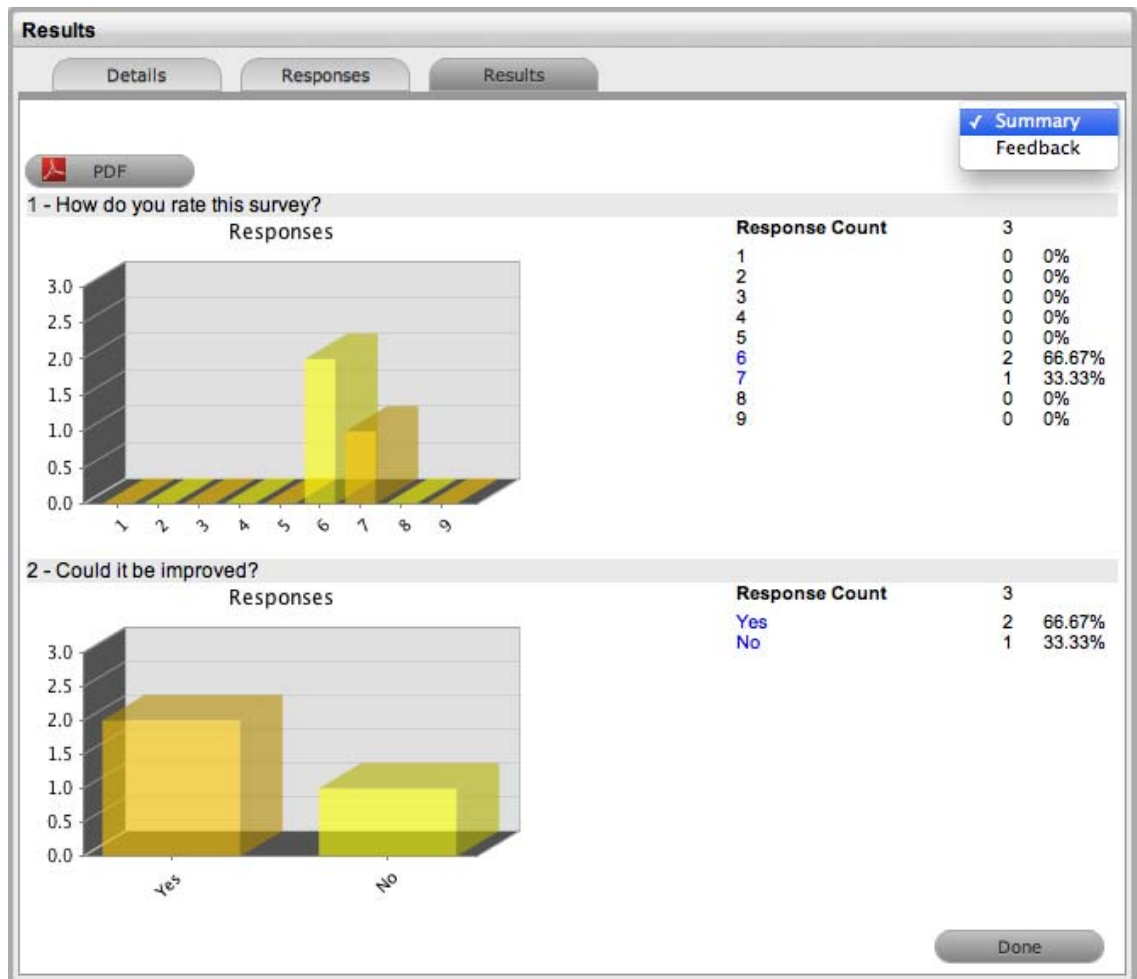 Results
Details Responses Results
✓ Summary
Feedback
PDF
1 - How do you rate this survey?
Responses
3.0
2.5
2.0
1.5
1.0
0.5
0.0
1 2 3 4 5 6 7 8 9
Response Count 3
1 0 0%
2 0 0%
3 0 0%
4 0 0%
5 0 0%
6 2 66.67%
7 1 33.33%
8 0 0%
9 0 0%
2 - Could it be improved?
Responses
3.0
2.5
2.0
1.5
1.0
0.5
0.0
Yes No
Response Count 3
Yes 2 66.67%
No 1 33.33%
Done